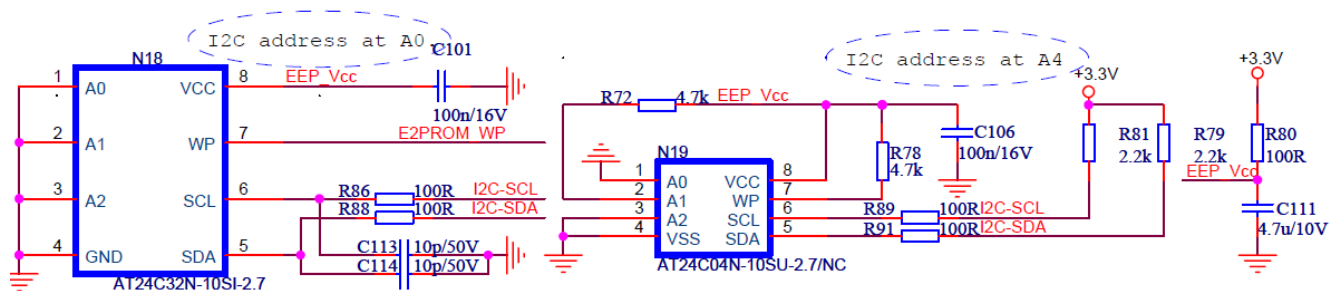 I2C address at A0
N18
C101
1 A0 VCC 8 EEP_Vcc
100n/16V
2 A1 WP 7 E2PROM_WP
3 A2 SCL 6 R86 100R I2C-SCL
R88 100R I2C-SDA
4 GND SDA 5 C113 10p/50V
C114 10p/50V
AT24C32N-10SI-2.7
I2C address at A4
R72 4.7k EEP_Vcc
C106
100n/16V
R78
4.7k
N19
1 A0 VCC 8
2 A1 WP 7
3 A2 SCL 6 R89 100R I2C-SCL
4 VSS SDA 5 R91 100R I2C-SDA
AT24C04N-10SU-2.7/NC
+3.3V
R81
2.2k
R79
2.2k
+3.3V
R80
100R
EEP_Vcc
C111
4.7u/10V